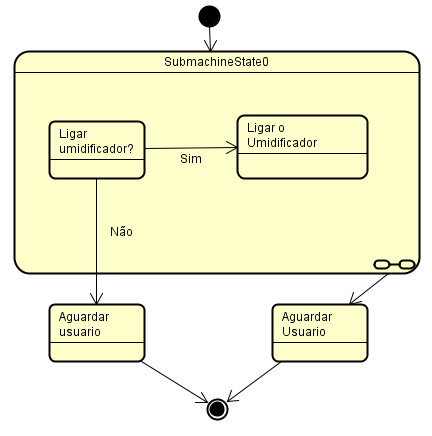 SubmachineState0
Ligar
umidificador?
Ligar o
Umidificador
Sim
Não
Aguardar
usuario
Aguardar
Usuario